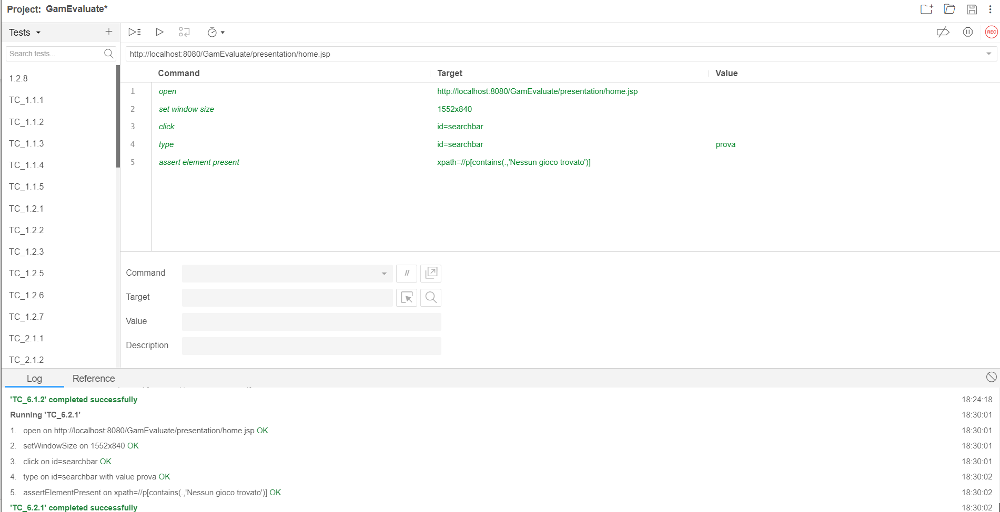 Project: GamEvaluate*
Tests
Search tests...
1.2.8
TC_1.1.1
TC_1.1.2
TC_1.1.3
TC_1.1.4
TC_1.1.5
TC_1.2.1
TC_1.2.2
TC_1.2.3
TC_1.2.5
TC_1.2.6
TC_1.2.7
TC_2.1.1
TC_2.1.2
REC
http://localhost:8080/GamEvaluate/presentation/home.jsp
Command Target Value
1 open http://localhost:8080/GamEvaluate/presentation/home.jsp
2 set window size 1552x840
3 click id=searchbar
4 type id=searchbar prova
5 assert element present xpath=//p[contains(.,'Nessun gioco trovato')]
Command //
Target
Value
Description
Log Reference
'TC_6.1.2' completed successfully 18:24:18
Running 'TC_6.2.1' 18:30:01
1. open on http://localhost:8080/GamEvaluate/presentation/home.jsp OK 18:30:01
2. setWindowSize on 1552x840 OK 18:30:01
3. click on id=searchbar OK 18:30:01
4. type on id=searchbar with value prova OK 18:30:02
5. assertElementPresent on xpath=//p[contains(.,'Nessun gioco trovato')] OK 18:30:02
'TC_6.2.1' completed successfully 18:30:02